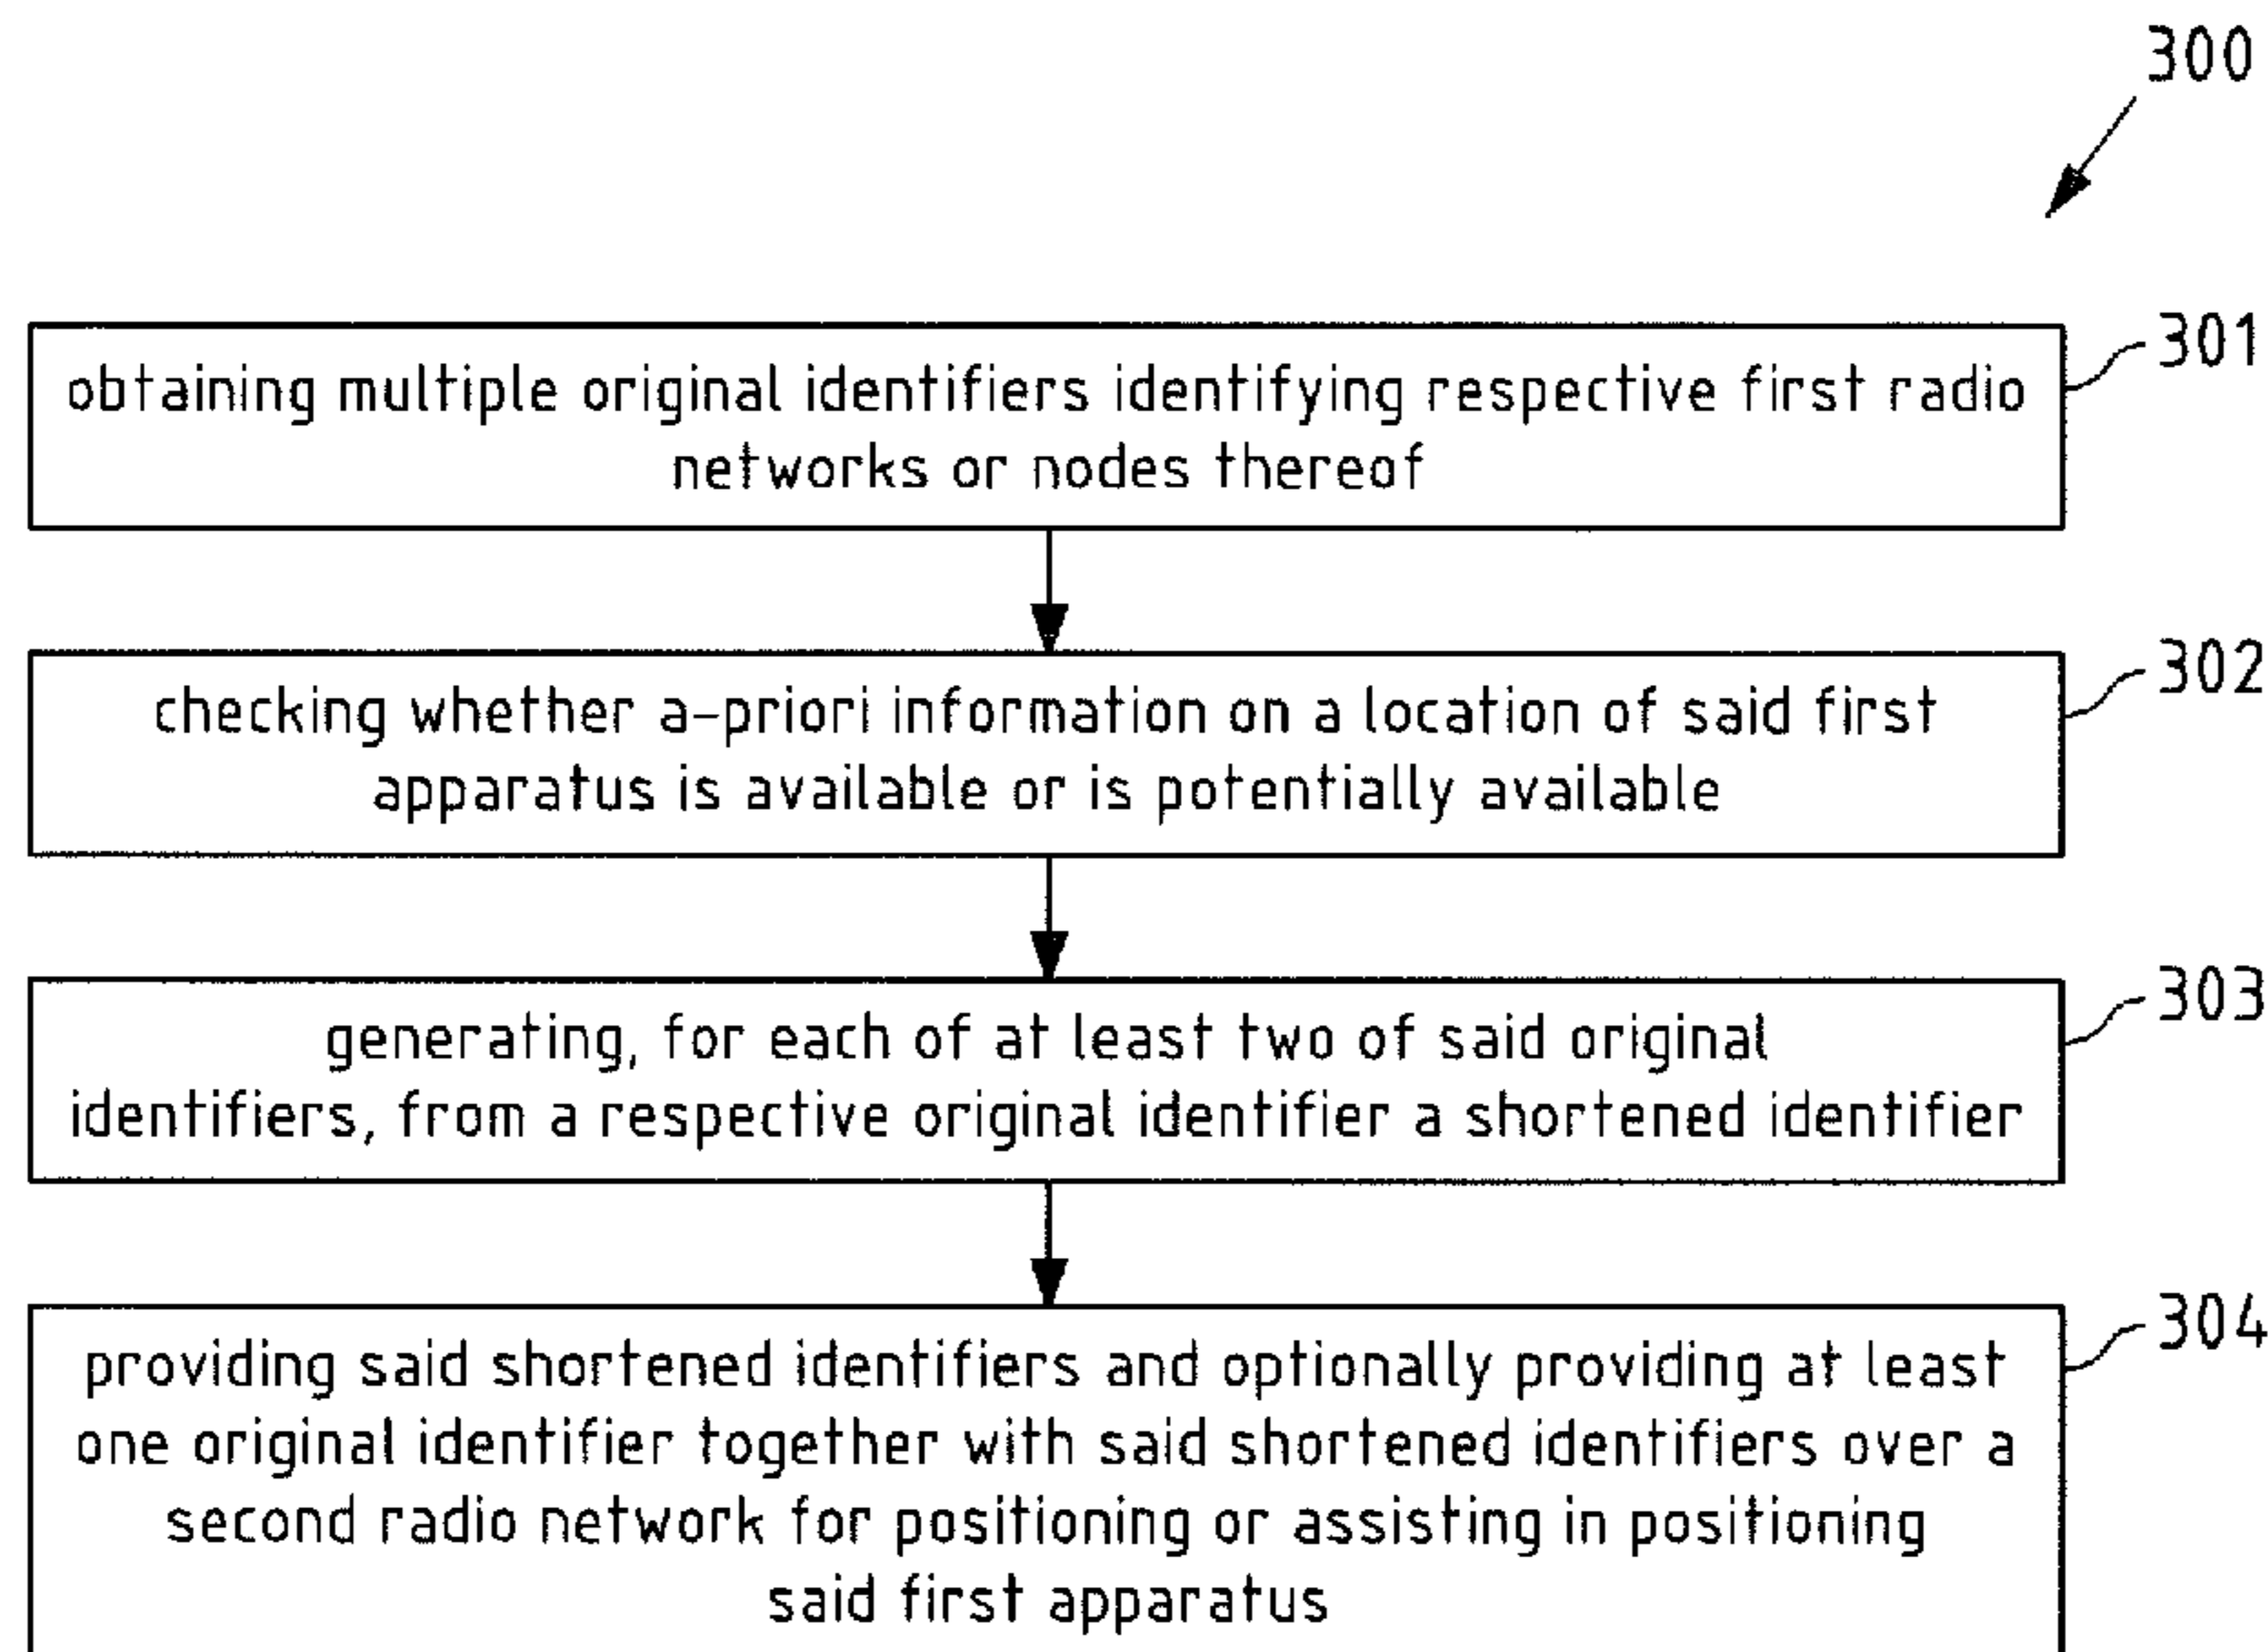 300
301
obtaining multiple original identifiers identifying respective first radio
networks or nodes thereof
302
checking whether a-priori information on a location of said first
apparatus is available or is potentially available
303
generating, for each of at least two of said original
identifiers, from a respective original identifier a shortened identifier
304
providing said shortened identifiers and optionally providing at least
one original identifier together with said shortened identifiers over a
second radio network for positioning or assisting in positioning
said first apparatus